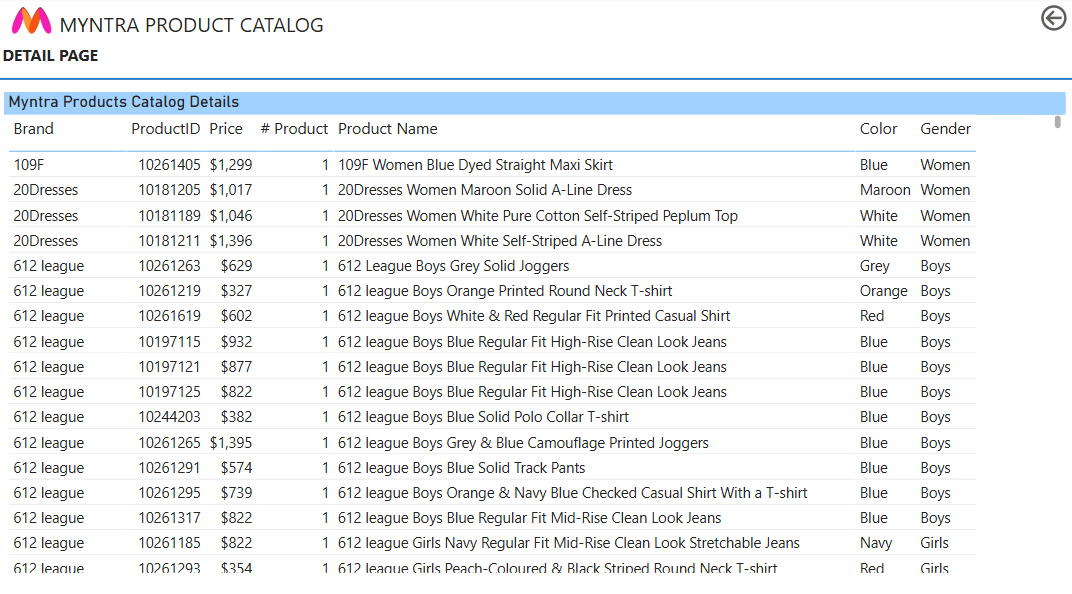 MYNTRA PRODUCT CATALOG
DETAIL PAGE
Myntra Products Catalog Details
Brand ProductID Price # Product Product Name Color Gender
109F 10261405 $1,299 1 109F Women Blue Dyed Straight Maxi Skirt Blue Women
20Dresses 10181205 $1,017 1 20Dresses Women Maroon Solid A-Line Dress Maroon Women
20Dresses 10181189 $1,046 1 20Dresses Women White Pure Cotton Self-Striped Peplum Top White Women
20Dresses 10181211 $1,396 1 20Dresses Women White Self-Striped A-Line Dress White Women
612 league 10261263 $629 1 612 League Boys Grey Solid Joggers Grey Boys
612 league 10261219 $327 1 612 league Boys Orange Printed Round Neck T-shirt Orange Boys
612 league 10261619 $602 1 612 league Boys White & Red Regular Fit Printed Casual Shirt Red Boys
612 league 10197115 $932 1 612 league Boys Blue Regular Fit High-Rise Clean Look Jeans Blue Boys
612 league 10197121 $877 1 612 league Boys Blue Regular Fit High-Rise Clean Look Jeans Blue Boys
612 league 10197125 $822 1 612 league Boys Blue Regular Fit High-Rise Clean Look Jeans Blue Boys
612 league 10244203 $382 1 612 league Boys Blue Solid Polo Collar T-shirt Blue Boys
612 league 10261265 $1,395 1 612 league Boys Grey & Blue Camouflage Printed Joggers Blue Boys
612 league 10261291 $574 1 612 league Boys Blue Solid Track Pants Blue Boys
612 league 10261295 $739 1 612 league Boys Orange & Navy Blue Checked Casual Shirt With a T-shirt Blue Boys
612 league 10261317 $822 1 612 league Boys Blue Regular Fit Mid-Rise Clean Look Jeans Blue Boys
612 league 10261185 $822 1 612 league Girls Navy Regular Fit Mid-Rise Clean Look Stretchable Jeans Navy Girls
612 league 10261293 $354 1 612 league Girls Peach-Coloured & Black Striped Round Neck T-shirt Red Girls